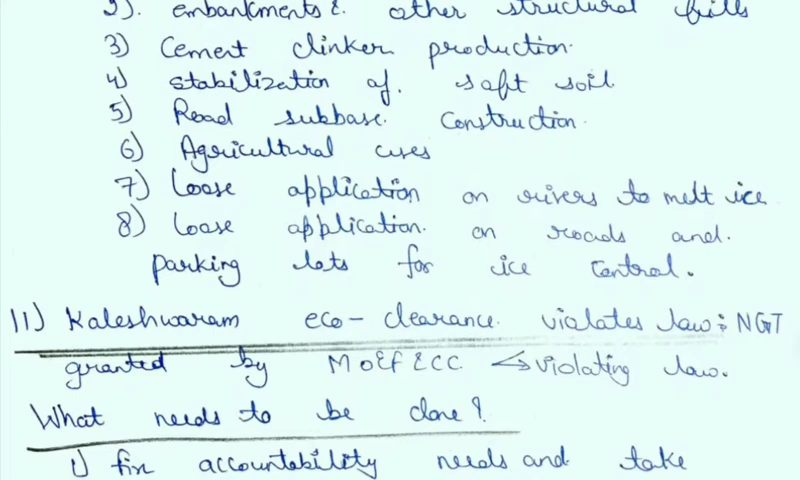 2). embankments & other structural fills
3) Cement clinker production.
4) stabilization of. soft soil
5) Road subbase. construction.
6) Agricultural uses
7) Loose application on rivers to melt ice
8) Loose application. on roads and.
parking lots for ice control.
11) Kaleshwaram eco-clearance. violates law: NGT
granted by MoEF&CC <violating law.
What needs to be done?
1) fix accountability needs and take